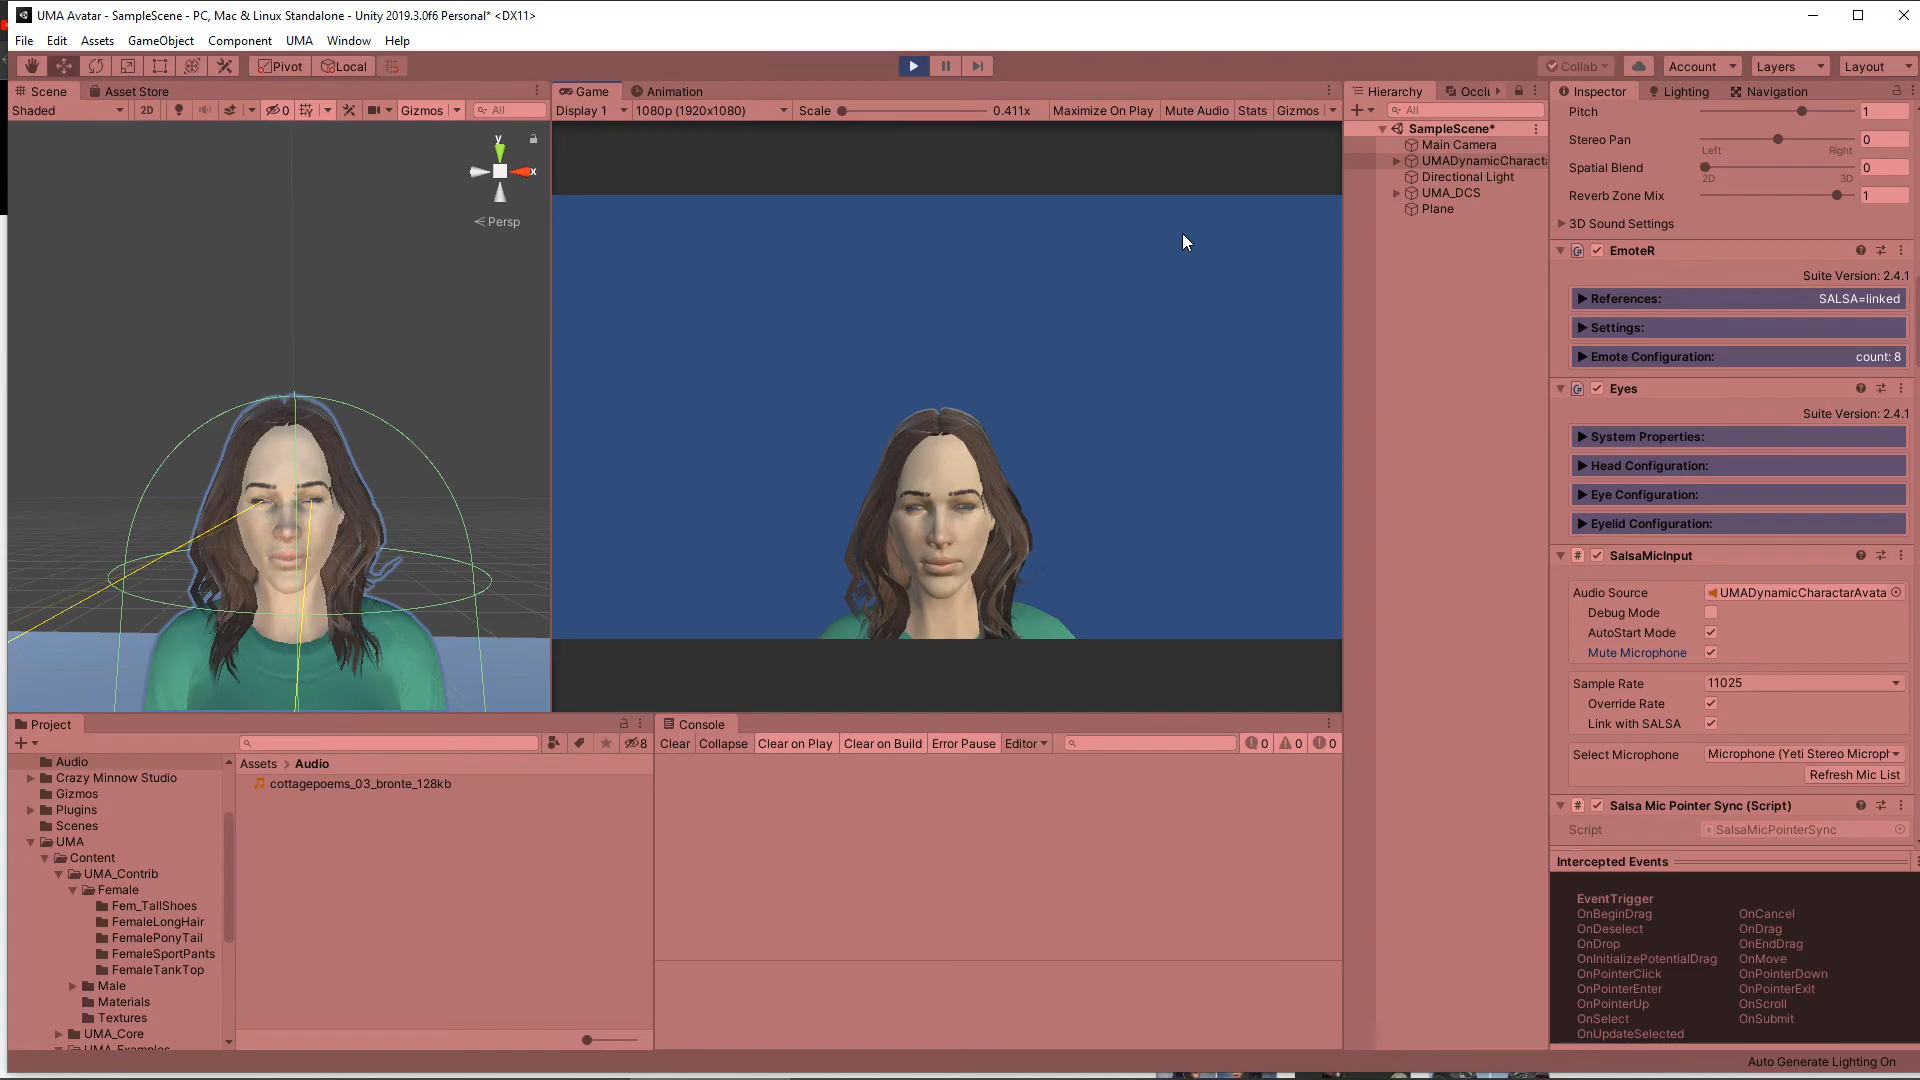 UMA Avatar - SampleScene - PC, Mac & Linux Standalone - Unity 2019.3.0f6 Personal* <DX11>
File Edit Assets GameObject Component UMA Window Help
Pivot Local Collab Account Layers Layout
Scene Asset Store
Shaded 2D 0 Gizmos All
y
x
Persp
Game Animation
Display 1 1080p (1920x1080) Scale 0.411x Maximize On Play Mute Audio Stats Gizmos
Hierarchy Occlu
All
SampleScene*
Main Camera
UMADynamicCharacta
Directional Light
UMA_DCS
Plane
Inspector Lighting Navigation
Pitch 1
Stereo Pan 0
Left Right
Spatial Blend 0
2D 3D
Reverb Zone Mix 1
3D Sound Settings
EmoteR
Suite Version: 2.4.1
References: SALSA=linked
Settings:
Emote Configuration: count: 8
Eyes
Suite Version: 2.4.1
System Properties:
Head Configuration:
Eye Configuration:
Eyelid Configuration:
SalsaMicInput
Audio Source UMADynamicCharactarAvata
Debug Mode
AutoStart Mode
Mute Microphone
Sample Rate 11025
Override Rate
Link with SALSA
Select Microphone Microphone (Yeti Stereo Microph
Refresh Mic List
Salsa Mic Pointer Sync (Script)
Script SalsaMicPointerSync
Intercepted Events
EventTrigger
OnBeginDrag OnCancel
OnDeselect OnDrag
OnDrop OnEndDrag
OnInitializePotentialDrag OnMove
OnPointerClick OnPointerDown
OnPointerEnter OnPointerExit
OnPointerUp OnScroll
OnSelect OnSubmit
OnUpdateSelected
Project
8
Audio
Crazy Minnow Studio
Gizmos
Plugins
Scenes
UMA
Content
UMA_Contrib
Female
Fem_TallShoes
FemaleLongHair
FemalePonyTail
FemaleSportPants
FemaleTankTop
Male
Materials
Textures
UMA_Core
UMA_Examples
Assets > Audio
cottagepoems_03_bronte_128kb
Console
Clear Collapse Clear on Play Clear on Build Error Pause Editor 0 0 0
Auto Generate Lighting On